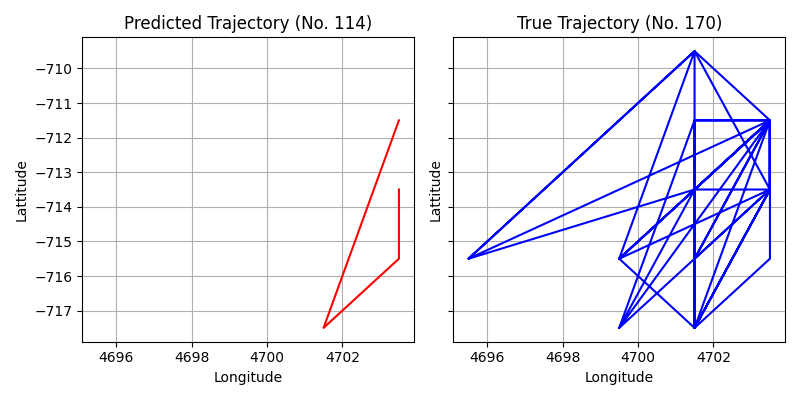 Predicted Trajectory (No. 114)
True Trajectory (No. 170)
Lattitude
−710
−711
−712
−713
−714
−715
−716
−717
4696
4698
4700
4702
Longitude
Lattitude
4696
4698
4700
4702
Longitude